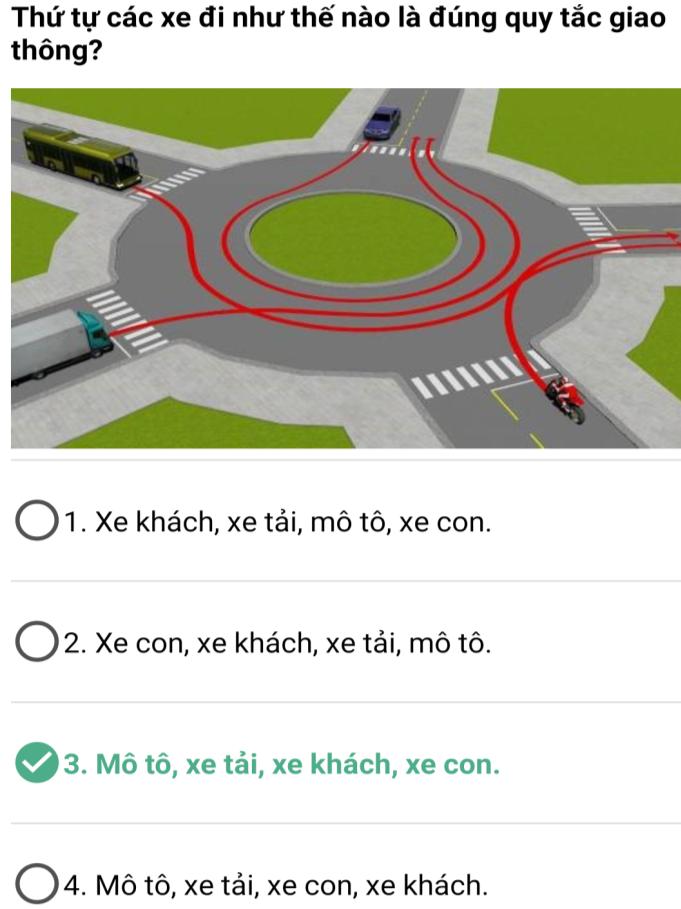 Thứ tự các xe đi như thế nào là đúng quy tắc giao
thông?
1. Xe khách, xe tải, mô tô, xe con.
2. Xe con, xe khách, xe tải, mô tô.
3. Mô tô, xe tải, xe khách, xe con.
4. Mô tô, xe tải, xe con, xe khách.